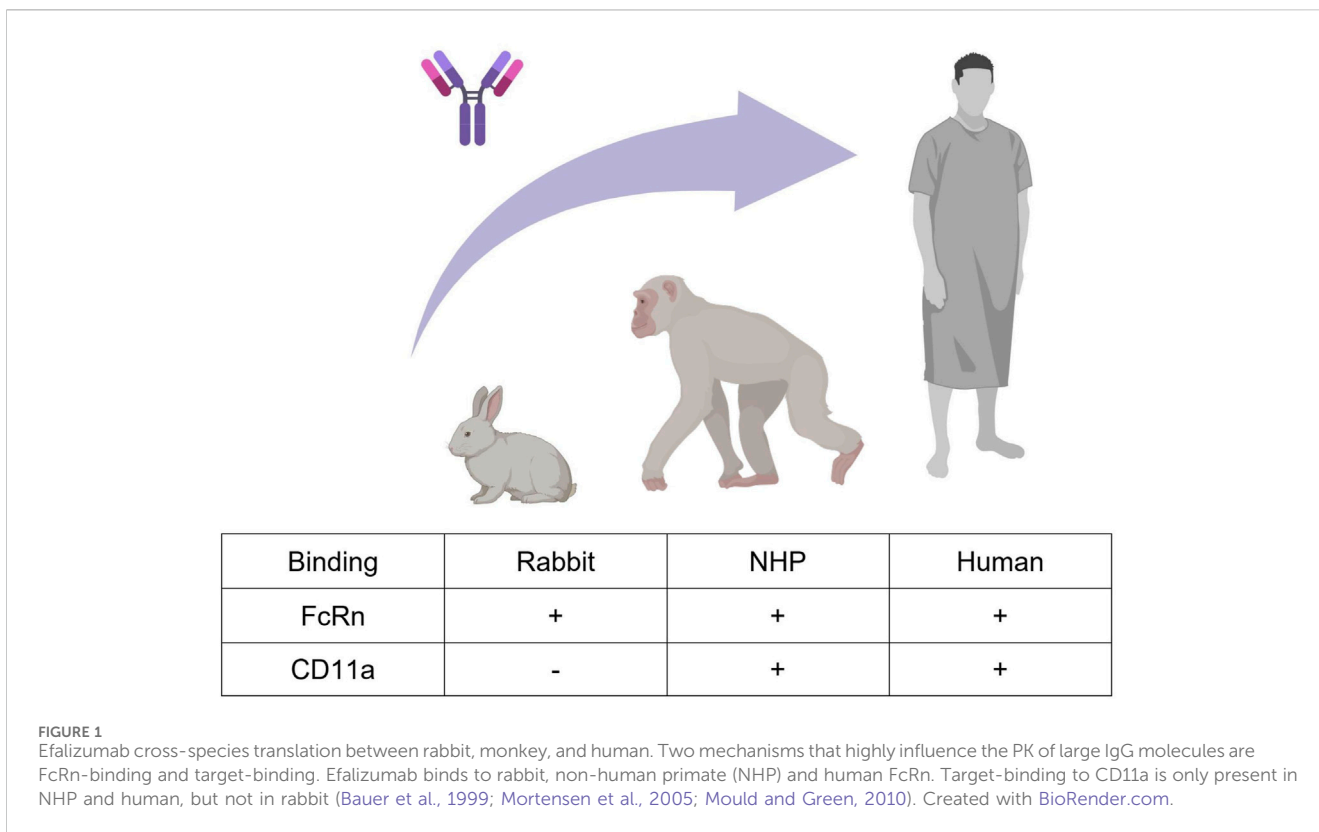 Binding Rabbit NHP Human
FcRn + + +
CD11a - + +
FIGURE 1
Efalizumab cross-species translation between rabbit, monkey, and human. Two mechanisms that highly influence the PK of large IgG molecules are
FcRn-binding and target-binding. Efalizumab binds to rabbit, non-human primate (NHP) and human FcRn. Target-binding to CD11a is only present in
NHP and human, but not in rabbit (Bauer et al., 1999; Mortensen et al., 2005; Mould and Green, 2010). Created with BioRender.com.